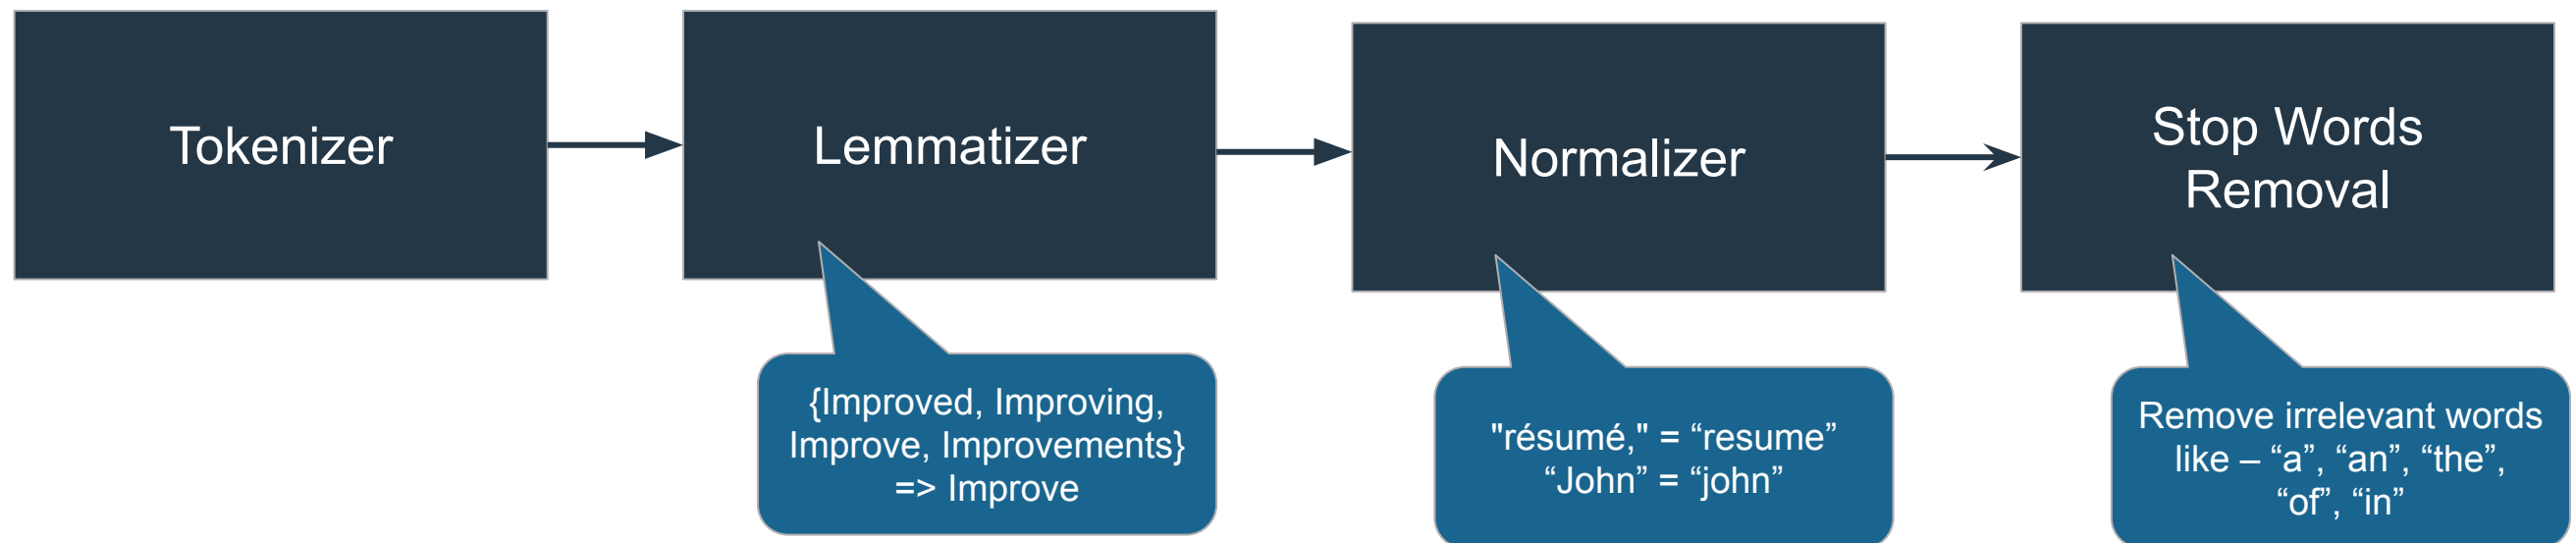 Tokenizer
Lemmatizer
Normalizer
Stop Words
Removal
{Improved, Improving,
Improve, Improvements}
=> Improve
"résumé," = “resume”
“John” = “john”
Remove irrelevant words
like – “a”, “an”, “the”,
“of”, “in”